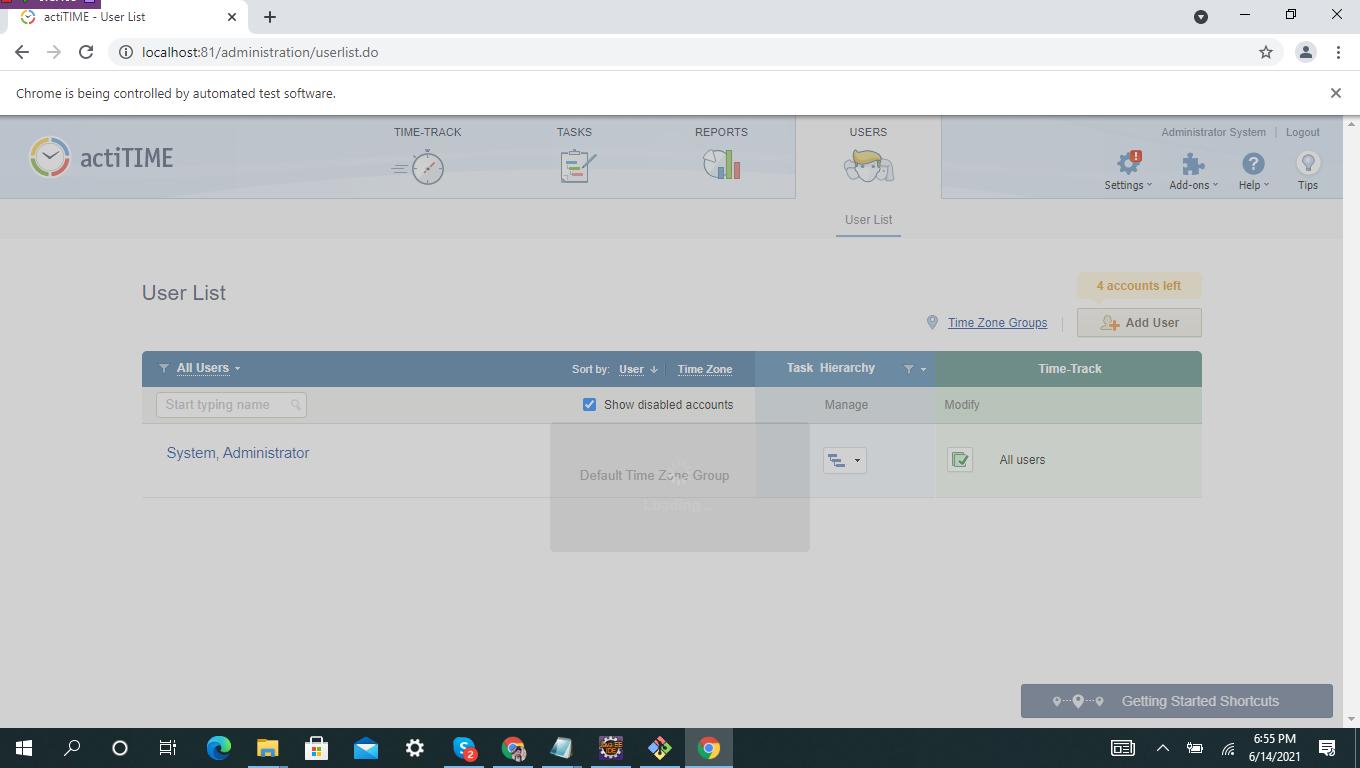 actiTIME - User List
localhost:81/administration/userlist.do
Chrome is being controlled by automated test software.
actiTIME
TIME-TRACK
TASKS
REPORTS
USERS
Administrator System | Logout
Settings
Add-ons
Help
Tips
User List
User List
4 accounts left
Time Zone Groups
Add User
All Users
Sort by: User
Time Zone
Task Hierarchy
Time-Track
Start typing name
Show disabled accounts
Manage
Modify
System, Administrator
Default Time Zone Group
All users
Loading...
Getting Started Shortcuts
2
6:55 PM
6/14/2021